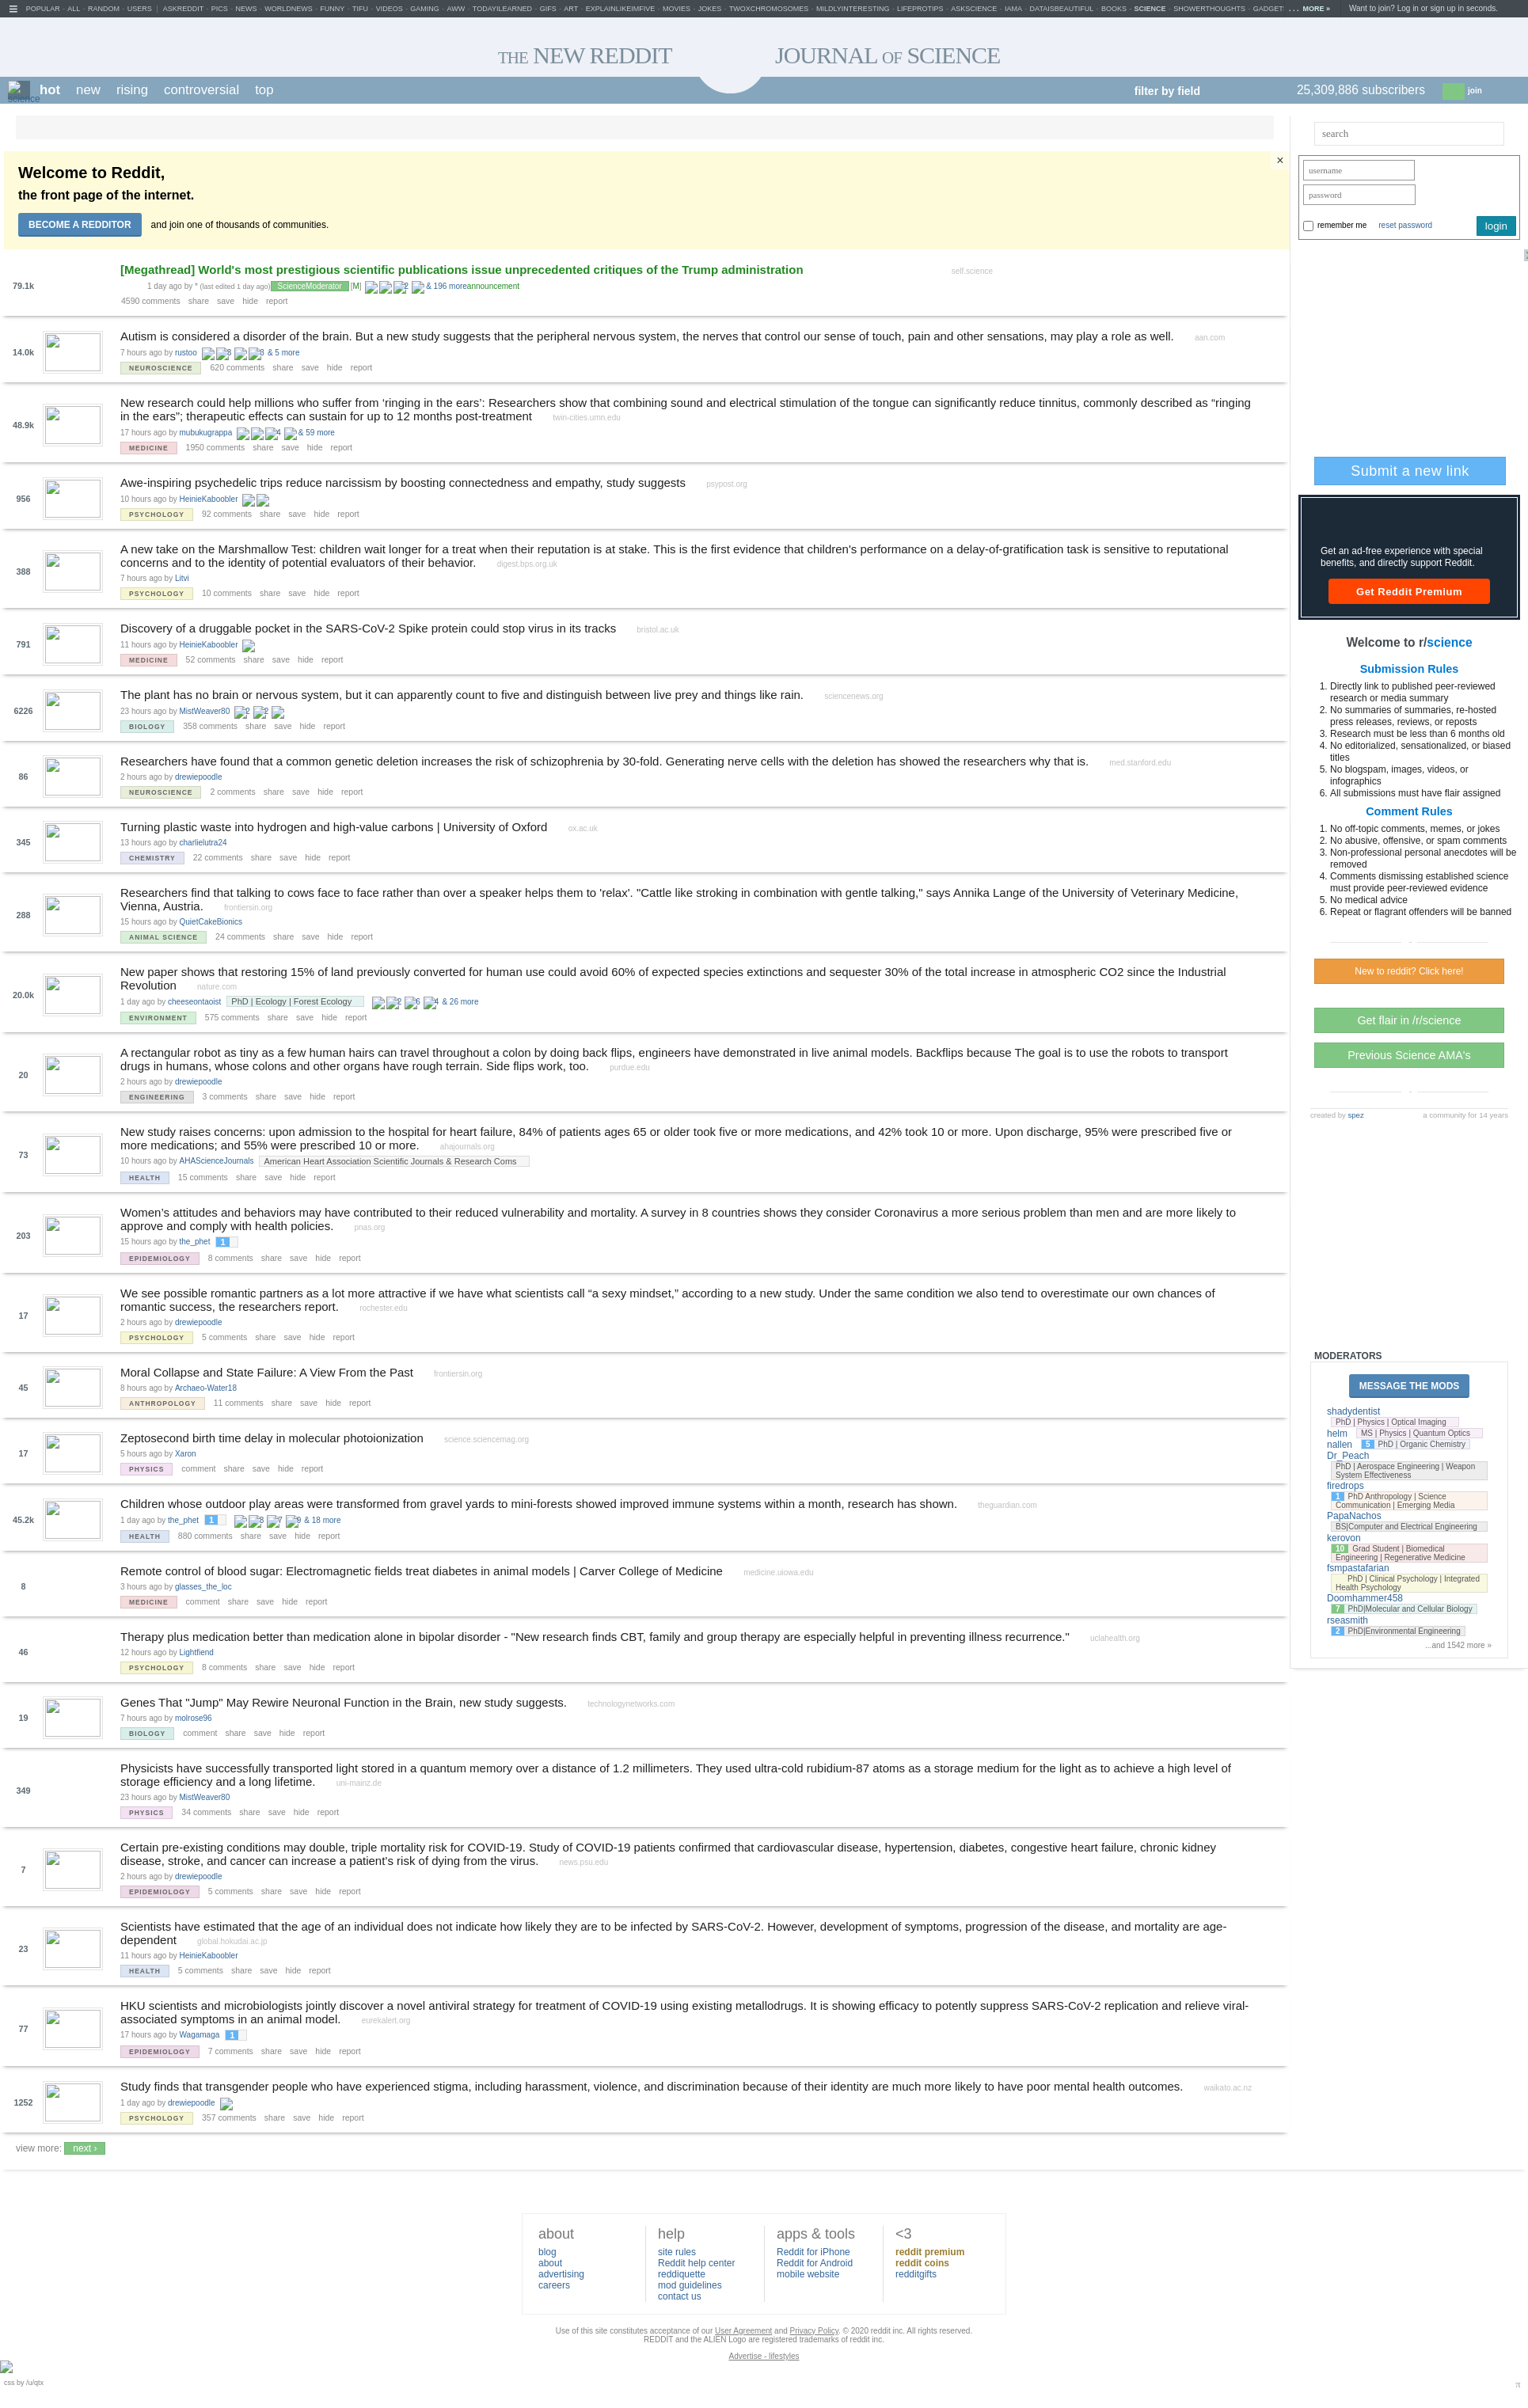 POPULAR - ALL - RANDOM - USERS | ASKREDDIT - PICS - NEWS - WORLDNEWS - FUNNY - TIFU - VIDEOS - GAMING - AWW - TODAYILEARNED - GIFS - ART - EXPLAINLIKEIMFIVE - MOVIES - JOKES - TWOXCHROMOSOMES - MILDLYINTERESTING - LIFEPROTIPS - ASKSCIENCE - IAMA - DATAISBEAUTIFUL - BOOKS - SCIENCE - SHOWERTHOUGHTS - GADGET ... MORE » Want to join? Log in or sign up in seconds.
THE NEW REDDIT JOURNAL OF SCIENCE
science hot new rising controversial top filter by field 25,309,886 subscribers join
Welcome to Reddit,
the front page of the internet.
BECOME A REDDITOR and join one of thousands of communities.
×
79.1k
[Megathread] World's most prestigious scientific publications issue unprecedented critiques of the Trump administration self.science
1 day ago by * (last edited 1 day ago) ScienceModerator [M] 2 & 196 more announcement
4590 comments share save hide report
14.0k
Autism is considered a disorder of the brain. But a new study suggests that the peripheral nervous system, the nerves that control our sense of touch, pain and other sensations, may play a role as well. aan.com
7 hours ago by rustoo 3 3 & 5 more
NEUROSCIENCE 620 comments share save hide report
48.9k
New research could help millions who suffer from ‘ringing in the ears’: Researchers show that combining sound and electrical stimulation of the tongue can significantly reduce tinnitus, commonly described as “ringing
in the ears”; therapeutic effects can sustain for up to 12 months post-treatment twin-cities.umn.edu
17 hours ago by mubukugrappa 4 & 59 more
MEDICINE 1950 comments share save hide report
956
Awe-inspiring psychedelic trips reduce narcissism by boosting connectedness and empathy, study suggests psypost.org
10 hours ago by HeinieKaboobler
PSYCHOLOGY 92 comments share save hide report
388
A new take on the Marshmallow Test: children wait longer for a treat when their reputation is at stake. This is the first evidence that children's performance on a delay-of-gratification task is sensitive to reputational
concerns and to the identity of potential evaluators of their behavior. digest.bps.org.uk
7 hours ago by Litvi
PSYCHOLOGY 10 comments share save hide report
791
Discovery of a druggable pocket in the SARS-CoV-2 Spike protein could stop virus in its tracks bristol.ac.uk
11 hours ago by HeinieKaboobler
MEDICINE 52 comments share save hide report
6226
The plant has no brain or nervous system, but it can apparently count to five and distinguish between live prey and things like rain. sciencenews.org
23 hours ago by MistWeaver80 2 2
BIOLOGY 358 comments share save hide report
86
Researchers have found that a common genetic deletion increases the risk of schizophrenia by 30-fold. Generating nerve cells with the deletion has showed the researchers why that is. med.stanford.edu
2 hours ago by drewiepoodle
NEUROSCIENCE 2 comments share save hide report
345
Turning plastic waste into hydrogen and high-value carbons | University of Oxford ox.ac.uk
13 hours ago by charlielutra24
CHEMISTRY 22 comments share save hide report
288
Researchers find that talking to cows face to face rather than over a speaker helps them to 'relax'. "Cattle like stroking in combination with gentle talking," says Annika Lange of the University of Veterinary Medicine,
Vienna, Austria. frontiersin.org
15 hours ago by QuietCakeBionics
ANIMAL SCIENCE 24 comments share save hide report
20.0k
New paper shows that restoring 15% of land previously converted for human use could avoid 60% of expected species extinctions and sequester 30% of the total increase in atmospheric CO2 since the Industrial
Revolution nature.com
1 day ago by cheeseontaoist PhD | Ecology | Forest Ecology 2 6 4 & 26 more
ENVIRONMENT 575 comments share save hide report
20
A rectangular robot as tiny as a few human hairs can travel throughout a colon by doing back flips, engineers have demonstrated in live animal models. Backflips because The goal is to use the robots to transport
drugs in humans, whose colons and other organs have rough terrain. Side flips work, too. purdue.edu
2 hours ago by drewiepoodle
ENGINEERING 3 comments share save hide report
73
New study raises concerns: upon admission to the hospital for heart failure, 84% of patients ages 65 or older took five or more medications, and 42% took 10 or more. Upon discharge, 95% were prescribed five or
more medications; and 55% were prescribed 10 or more. ahajournals.org
10 hours ago by AHAScienceJournals American Heart Association Scientific Journals & Research Coms
HEALTH 15 comments share save hide report
203
Women’s attitudes and behaviors may have contributed to their reduced vulnerability and mortality. A survey in 8 countries shows they consider Coronavirus a more serious problem than men and are more likely to
approve and comply with health policies. pnas.org
15 hours ago by the_phet 1
EPIDEMIOLOGY 8 comments share save hide report
17
We see possible romantic partners as a lot more attractive if we have what scientists call “a sexy mindset,” according to a new study. Under the same condition we also tend to overestimate our own chances of
romantic success, the researchers report. rochester.edu
2 hours ago by drewiepoodle
PSYCHOLOGY 5 comments share save hide report
45
Moral Collapse and State Failure: A View From the Past frontiersin.org
8 hours ago by Archaeo-Water18
ANTHROPOLOGY 11 comments share save hide report
17
Zeptosecond birth time delay in molecular photoionization science.sciencemag.org
5 hours ago by Xaron
PHYSICS comment share save hide report
45.2k
Children whose outdoor play areas were transformed from gravel yards to mini-forests showed improved immune systems within a month, research has shown. theguardian.com
1 day ago by the_phet 1 3 7 9 & 18 more
HEALTH 880 comments share save hide report
8
Remote control of blood sugar: Electromagnetic fields treat diabetes in animal models | Carver College of Medicine medicine.uiowa.edu
3 hours ago by glasses_the_loc
MEDICINE comment share save hide report
46
Therapy plus medication better than medication alone in bipolar disorder - "New research finds CBT, family and group therapy are especially helpful in preventing illness recurrence." uclahealth.org
12 hours ago by Lightfiend
PSYCHOLOGY 8 comments share save hide report
19
Genes That "Jump" May Rewire Neuronal Function in the Brain, new study suggests. technologynetworks.com
7 hours ago by molrose96
BIOLOGY comment share save hide report
349
Physicists have successfully transported light stored in a quantum memory over a distance of 1.2 millimeters. They used ultra-cold rubidium-87 atoms as a storage medium for the light as to achieve a high level of
storage efficiency and a long lifetime. uni-mainz.de
23 hours ago by MistWeaver80
PHYSICS 34 comments share save hide report
7
Certain pre-existing conditions may double, triple mortality risk for COVID-19. Study of COVID-19 patients confirmed that cardiovascular disease, hypertension, diabetes, congestive heart failure, chronic kidney
disease, stroke, and cancer can increase a patient’s risk of dying from the virus. news.psu.edu
2 hours ago by drewiepoodle
EPIDEMIOLOGY 5 comments share save hide report
23
Scientists have estimated that the age of an individual does not indicate how likely they are to be infected by SARS-CoV-2. However, development of symptoms, progression of the disease, and mortality are age-
dependent global.hokudai.ac.jp
11 hours ago by HeinieKaboobler
HEALTH 5 comments share save hide report
77
HKU scientists and microbiologists jointly discover a novel antiviral strategy for treatment of COVID-19 using existing metallodrugs. It is showing efficacy to potently suppress SARS-CoV-2 replication and relieve viral-
associated symptoms in an animal model. eurekalert.org
17 hours ago by Wagamaga 1
EPIDEMIOLOGY 7 comments share save hide report
1252
Study finds that transgender people who have experienced stigma, including harassment, violence, and discrimination because of their identity are much more likely to have poor mental health outcomes. waikato.ac.nz
1 day ago by drewiepoodle
PSYCHOLOGY 357 comments share save hide report
view more: next ›
search
username
password
remember me reset password login
Submit a new link
Get an ad-free experience with special
benefits, and directly support Reddit.
Get Reddit Premium
Welcome to r/science
Submission Rules
1. Directly link to published peer-reviewed
research or media summary
2. No summaries of summaries, re-hosted
press releases, reviews, or reposts
3. Research must be less than 6 months old
4. No editorialized, sensationalized, or biased
titles
5. No blogspam, images, videos, or
infographics
6. All submissions must have flair assigned
Comment Rules
1. No off-topic comments, memes, or jokes
2. No abusive, offensive, or spam comments
3. Non-professional personal anecdotes will be
removed
4. Comments dismissing established science
must provide peer-reviewed evidence
5. No medical advice
6. Repeat or flagrant offenders will be banned
New to reddit? Click here!
Get flair in /r/science
Previous Science AMA's
created by spez a community for 14 years
MODERATORS
MESSAGE THE MODS
shadydentist
PhD | Physics | Optical Imaging
helm MS | Physics | Quantum Optics
nallen 5 PhD | Organic Chemistry
Dr_Peach
PhD | Aerospace Engineering | Weapon
System Effectiveness
firedrops
1 PhD Anthropology | Science
Communication | Emerging Media
PapaNachos
BS|Computer and Electrical Engineering
kerovon
10 Grad Student | Biomedical
Engineering | Regenerative Medicine
fsmpastafarian
PhD | Clinical Psychology | Integrated
Health Psychology
Doomhammer458
7 PhD|Molecular and Cellular Biology
rseasmith
2 PhD|Environmental Engineering
...and 1542 more »
about
blog
about
advertising
careers
help
site rules
Reddit help center
reddiquette
mod guidelines
contact us
apps & tools
Reddit for iPhone
Reddit for Android
mobile website
<3
reddit premium
reddit coins
redditgifts
Use of this site constitutes acceptance of our User Agreement and Privacy Policy. © 2020 reddit inc. All rights reserved.
REDDIT and the ALIEN Logo are registered trademarks of reddit inc.
Advertise - lifestyles
css by /u/qtx
π